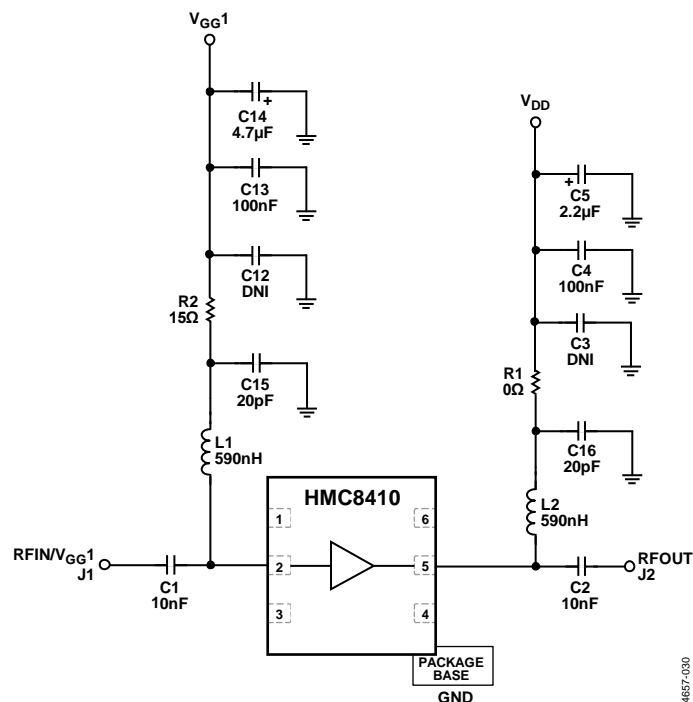 VGG1
C14
4.7µF
C13
100nF
C12
DNI
R2
15Ω
C15
20pF
L1
590nH
VDD
C5
2.2µF
C4
100nF
C3
DNI
R1
0Ω
C16
20pF
L2
590nH
HMC8410
1
2
3
6
5
4
RFIN/VGG1
J1
C1
10nF
C2
10nF
RFOUT
J2
PACKAGE
BASE
GND
4657-030